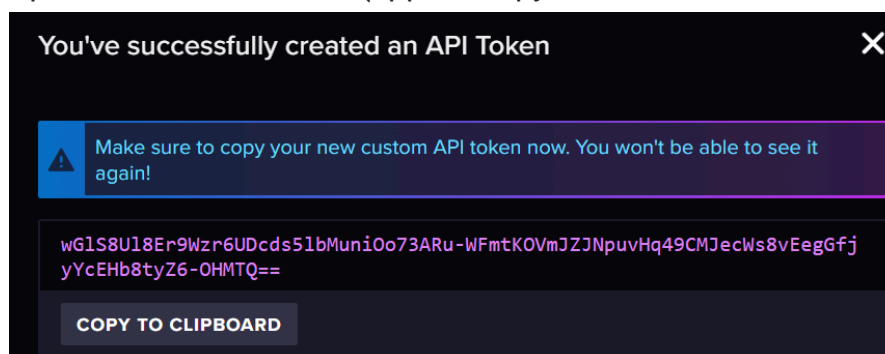 You've successfully created an API Token
Make sure to copy your new custom API token now. You won't be able to see it
again!
wGlS8Ul8Er9Wzr6UDcds5lbMuniOo73ARu-WFmtKOVmJZJNpuvHq49CMJecWs8vEegGfj
yYcEHb8tyZ6-OHMTQ==
COPY TO CLIPBOARD